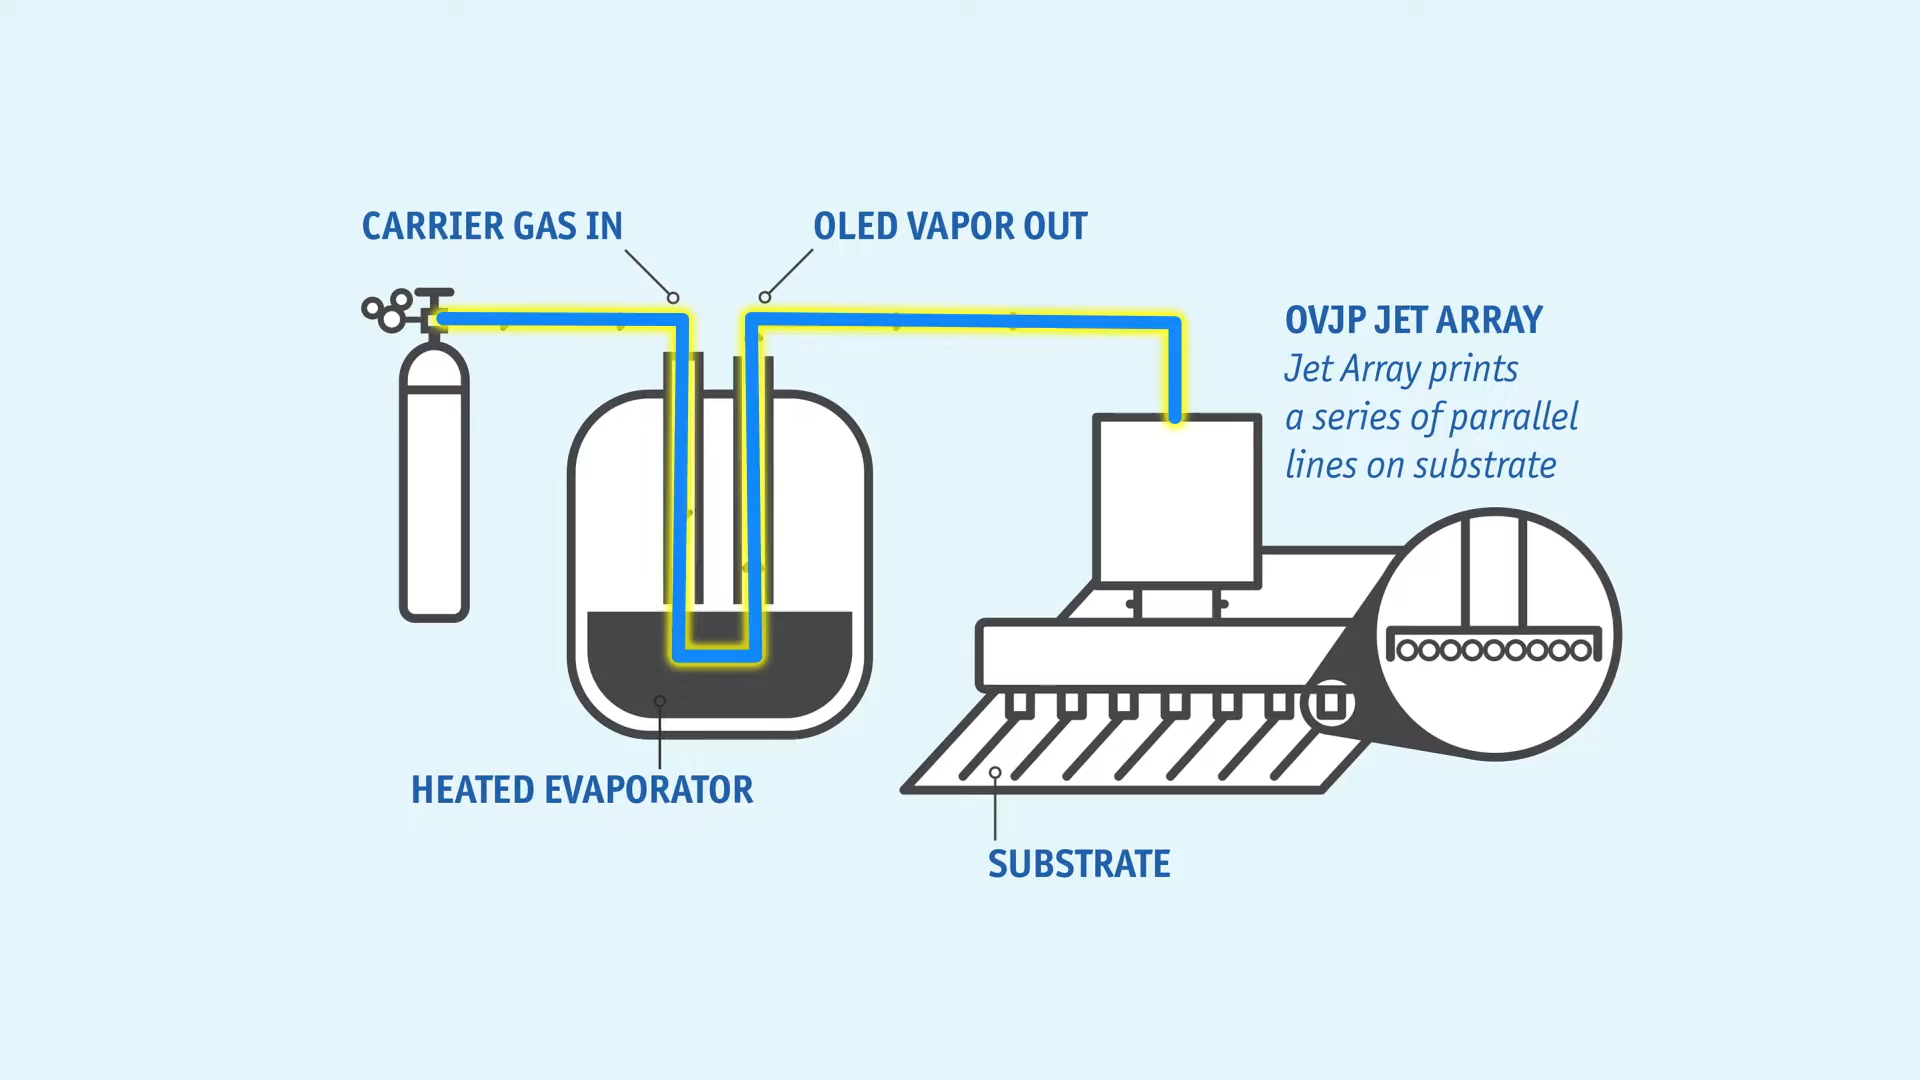 CARRIER GAS IN
OLED VAPOR OUT
OVJP JET ARRAY
Jet Array prints
a series of parrallel
lines on substrate
HEATED EVAPORATOR
SUBSTRATE